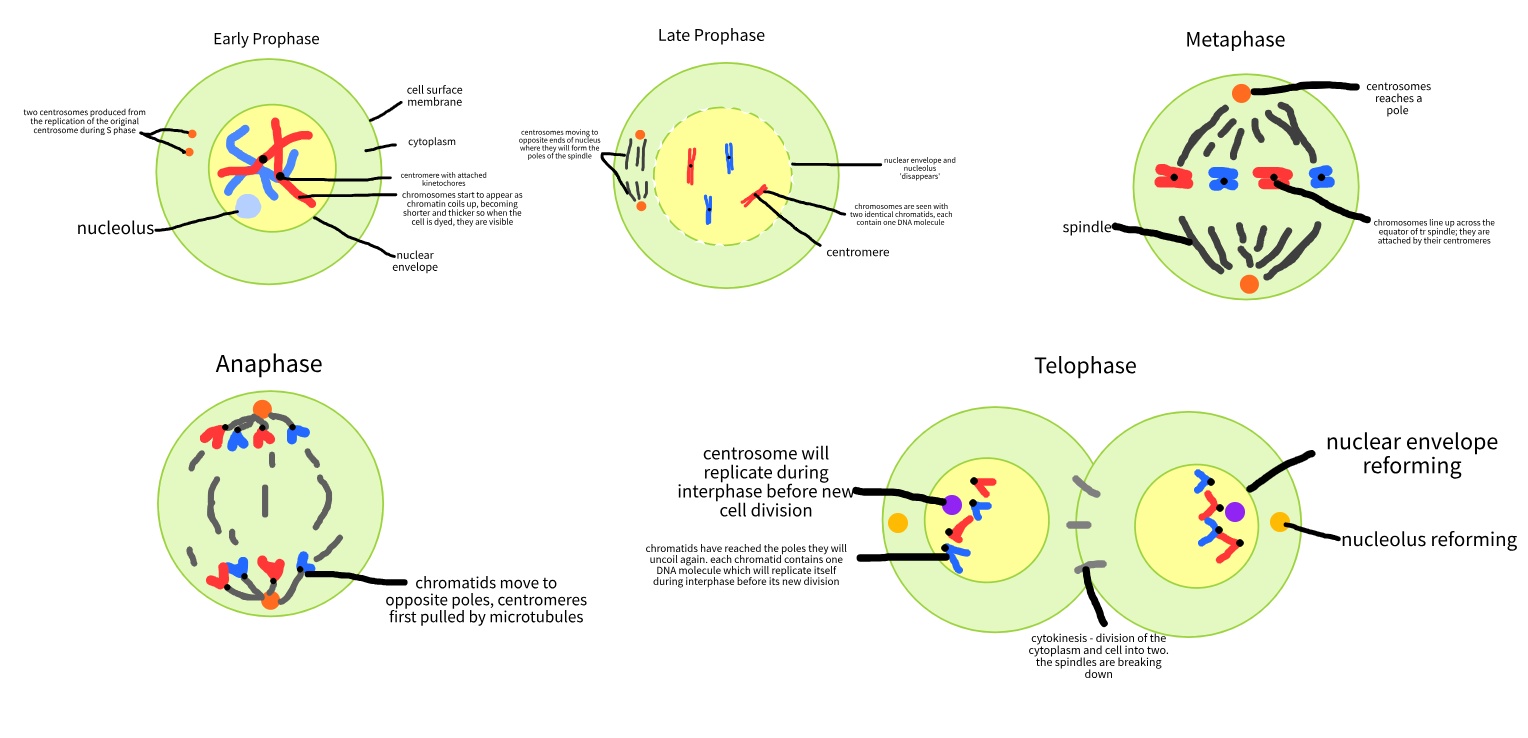 Early Prophase
two centrosomes produced from
the replication of the original
centrosome during S phase
cell surface
membrane
cytoplasm
centromere with attached
kinetochores
chromosomes start to appear as
chromatin coils up, becoming
shorter and thicker so when the
cell is dyed, they are visible
nucleolus
nuclear
envelope
Late Prophase
centrosomes moving to
opposite ends of nucleus
where they will form the
poles of the spindle
nuclear envelope and
nucleolus
'disappears'
chromosomes are seen with
two identical chromatids, each
contain one DNA molecule
centromere
Metaphase
centrosomes
reaches a
pole
spindle
chromosomes line up across the
equator of tr spindle; they are
attached by their centromeres
Anaphase
chromatids move to
opposite poles, centromeres
first pulled by microtubules
Telophase
centrosome will
replicate during
interphase before new
cell division
chromatids have reached the poles they will
uncoil again. each chromatid contains one
DNA molecule which will replicate itself
during interphase before its new division
nuclear envelope
reforming
nucleolus reforming
cytokinesis - division of the
cytoplasm and cell into two.
the spindles are breaking
down